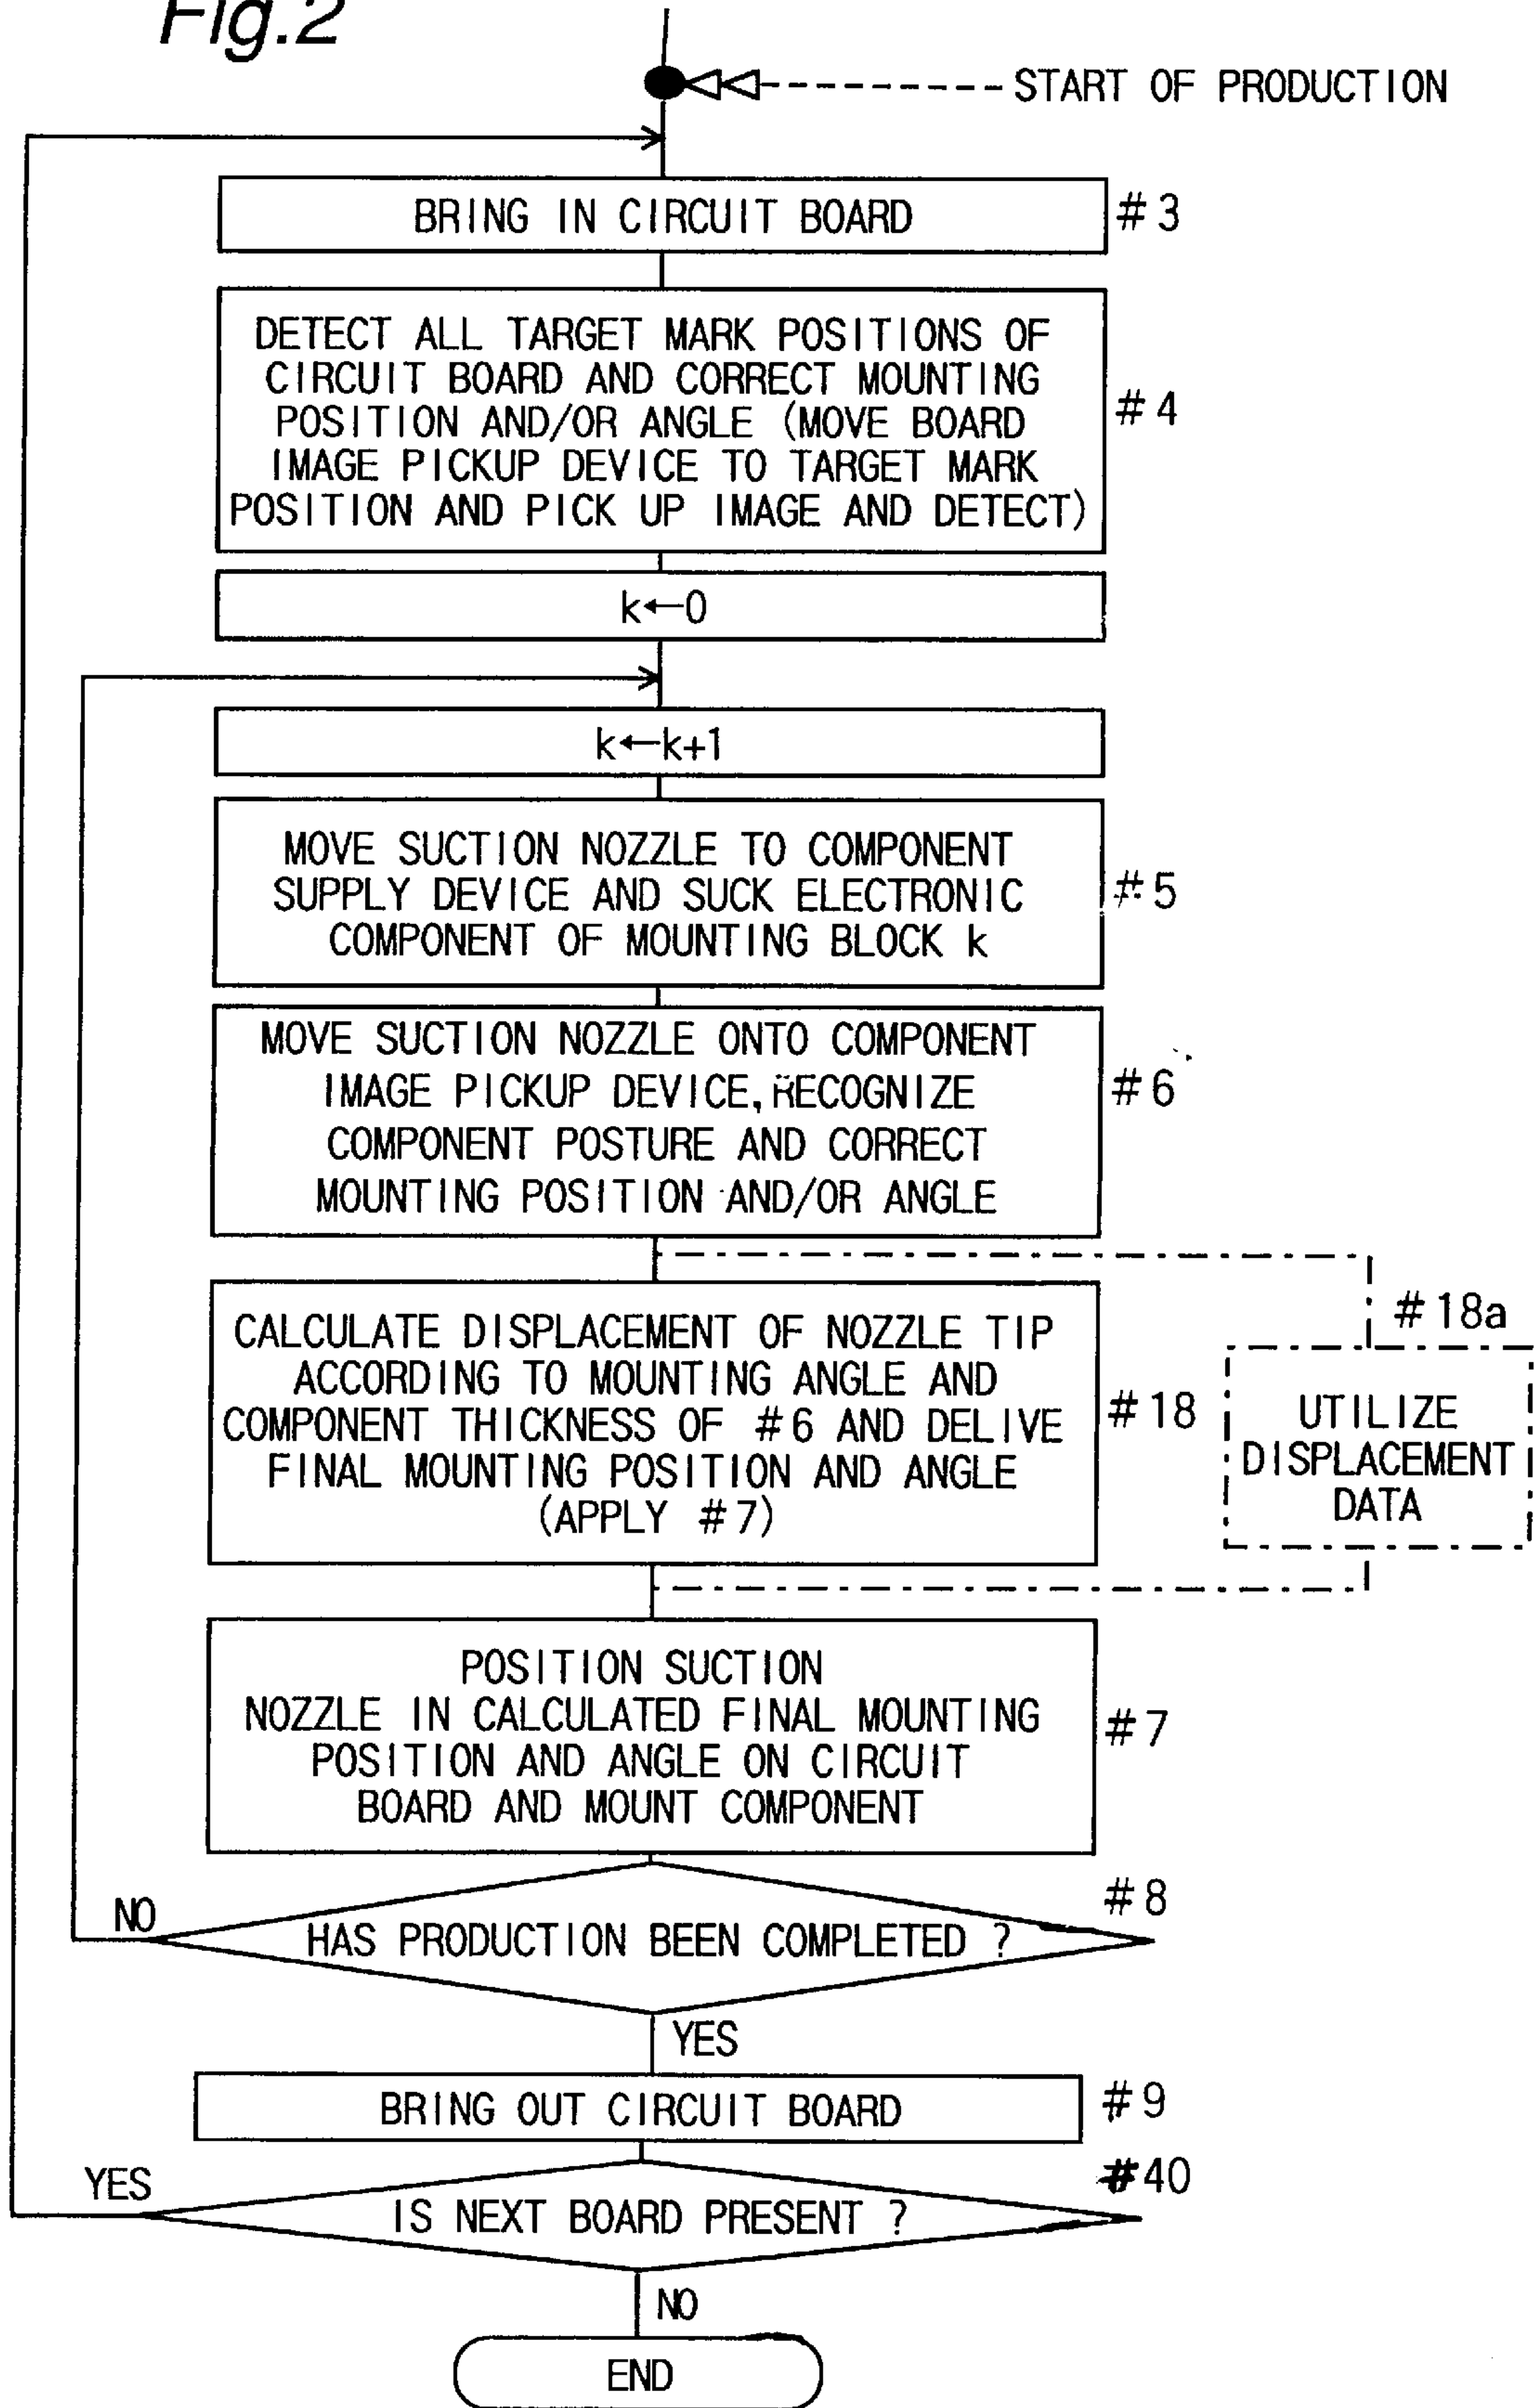 Fig.2
START OF PRODUCTION
BRING IN CIRCUIT BOARD
#3
DETECT ALL TARGET MARK POSITIONS OF
CIRCUIT BOARD AND CORRECT MOUNTING
POSITION AND/OR ANGLE (MOVE BOARD
IMAGE PICKUP DEVICE TO TARGET MARK
POSITION AND PICK UP IMAGE AND DETECT)
#4
k←0
k←k+1
MOVE SUCTION NOZZLE TO COMPONENT
SUPPLY DEVICE AND SUCK ELECTRONIC
COMPONENT OF MOUNTING BLOCK k
#5
MOVE SUCTION NOZZLE ONTO COMPONENT
IMAGE PICKUP DEVICE, RECOGNIZE
COMPONENT POSTURE AND CORRECT
MOUNTING POSITION AND/OR ANGLE
#6
CALCULATE DISPLACEMENT OF NOZZLE TIP
ACCORDING TO MOUNTING ANGLE AND
COMPONENT THICKNESS OF #6 AND DELIVE
FINAL MOUNTING POSITION AND ANGLE
(APPLY #7)
#18
#18a
UTILIZE
DISPLACEMENT
DATA
POSITION SUCTION
NOZZLE IN CALCULATED FINAL MOUNTING
POSITION AND ANGLE ON CIRCUIT
BOARD AND MOUNT COMPONENT
#7
#8
NO
HAS PRODUCTION BEEN COMPLETED ?
YES
BRING OUT CIRCUIT BOARD
#9
#40
YES
IS NEXT BOARD PRESENT ?
NO
END